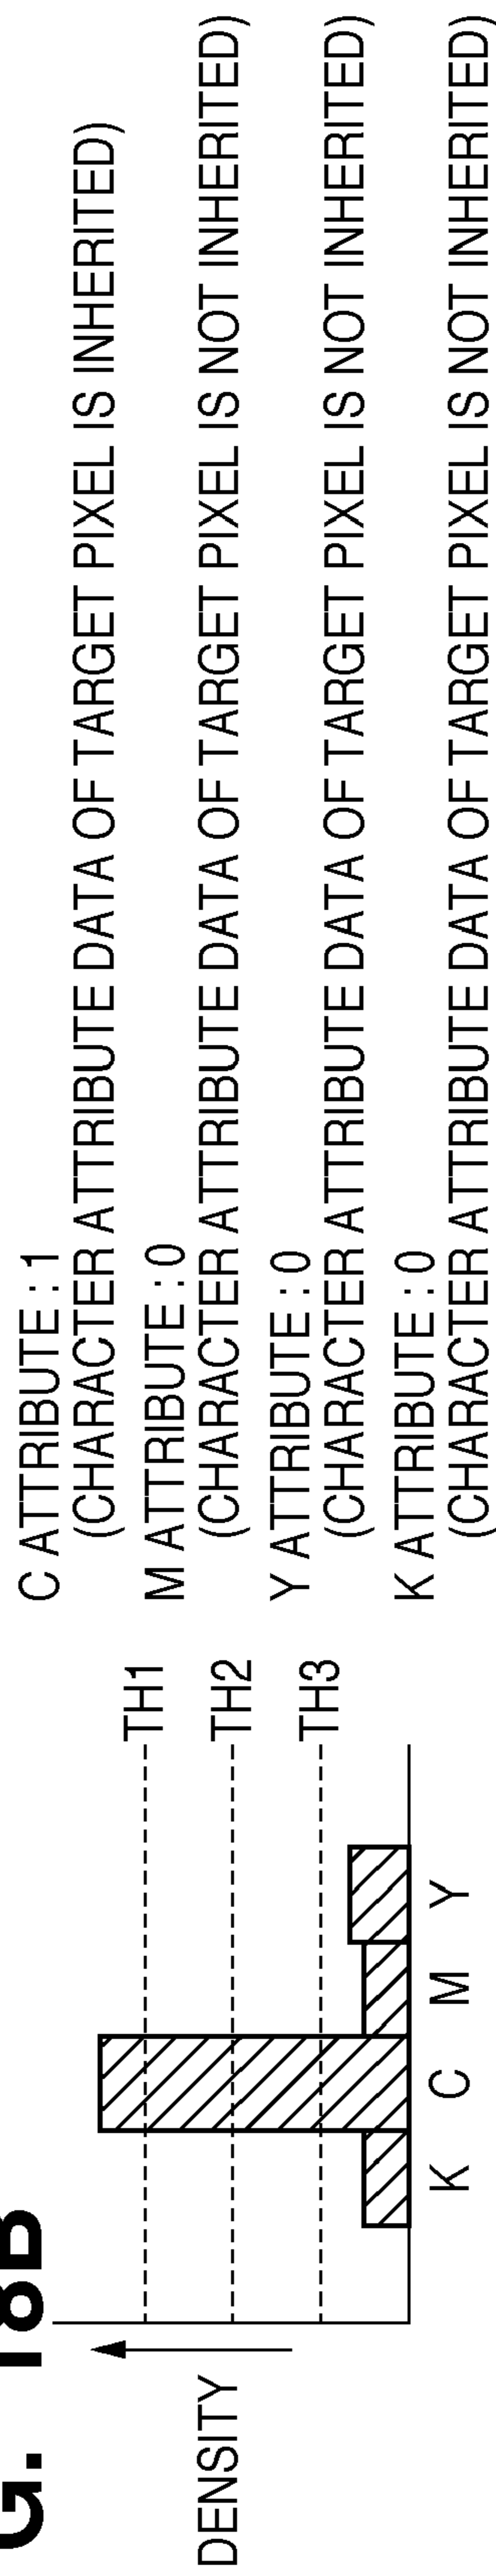 G. 18B
DENSITY
TH1
TH2
TH3
K C M Y
C ATTRIBUTE : 1
(CHARACTER ATTRIBUTE DATA OF TARGET PIXEL IS INHERITED)
M ATTRIBUTE : 0
(CHARACTER ATTRIBUTE DATA OF TARGET PIXEL IS NOT INHERITED)
Y ATTRIBUTE : 0
(CHARACTER ATTRIBUTE DATA OF TARGET PIXEL IS NOT INHERITED)
K ATTRIBUTE : 0
(CHARACTER ATTRIBUTE DATA OF TARGET PIXEL IS NOT INHERITED)